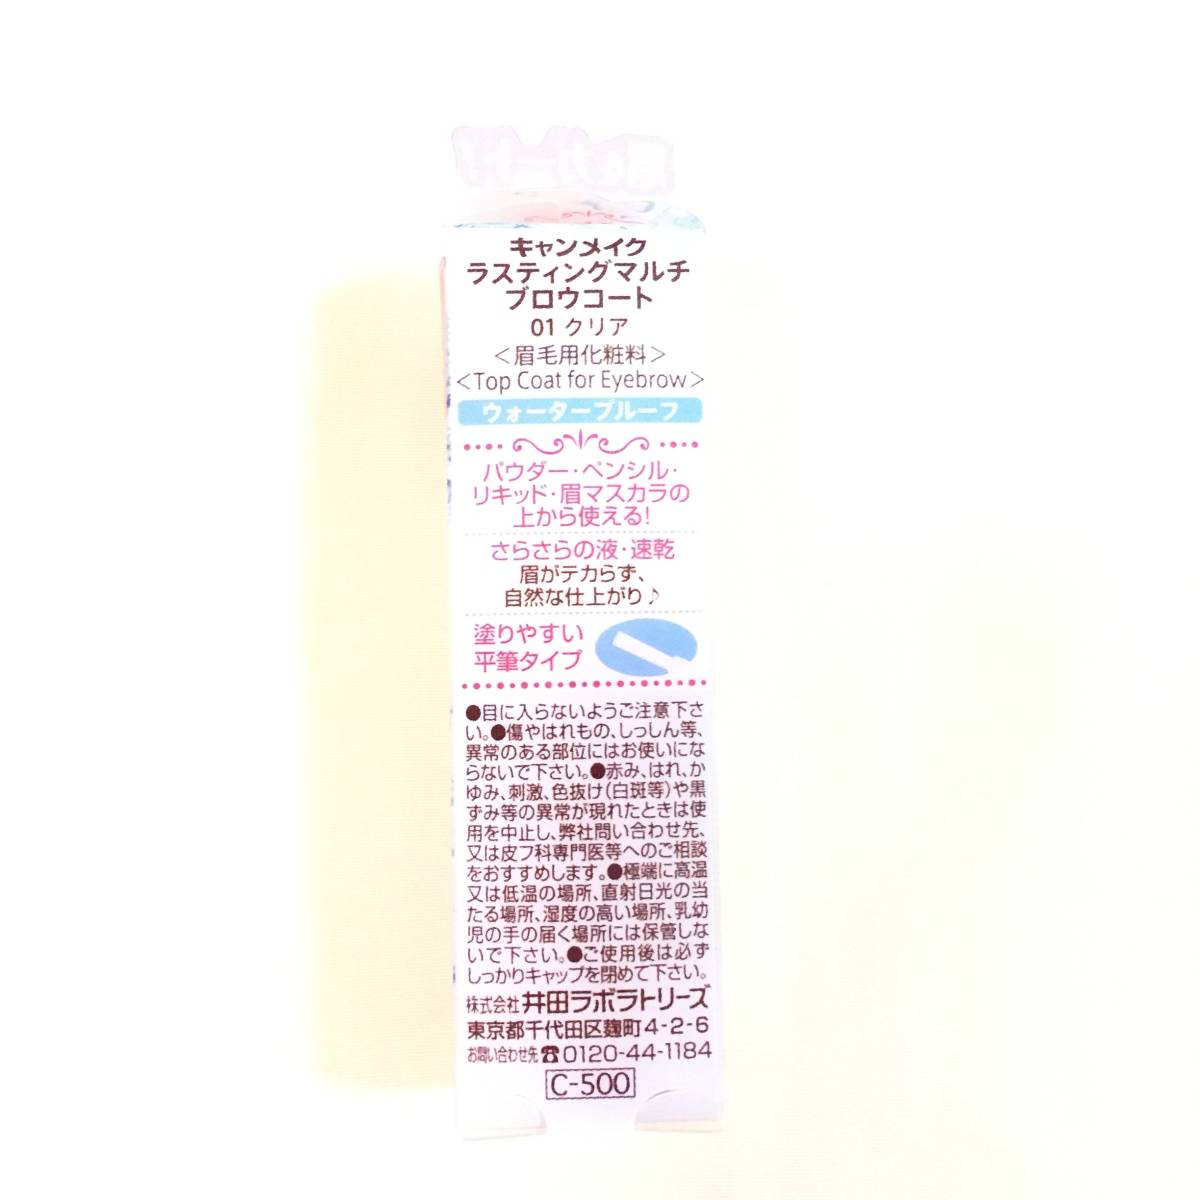 眉をガード!
キャンメイク
ラスティングマルチ
ブロウコート
01 クリア
＜眉毛用化粧料＞
＜Top Coat for Eyebrow＞
ウォータープルーフ
パウダー・ペンシル・
リキッド・眉マスカラの
上から使える!
さらさらの液・速乾
眉がテカらず、
自然な仕上がり♪
塗りやすい
平筆タイプ
●目に入らないようご注意下さ
い。●傷やはれもの、しっしん等、
異常のある部位にはお使いにな
らないで下さい。●赤み、はれ、か
ゆみ、刺激、色抜け(白斑等)や黒
ずみ等の異常が現れたときは使
用を中止し、弊社問い合わせ先、
又は皮フ科専門医等へのご相談
をおすすめします。●極端に高温
又は低温の場所、直射日光の当
たる場所、湿度の高い場所、乳幼
児の手の届く場所には保管しな
いで下さい。●ご使用後は必ず
しっかりキャップを閉めて下さい。
株式会社 井田ラボラトリーズ
東京都千代田区麹町4-2-6
お問い合わせ先☎0120-44-1184
C-500